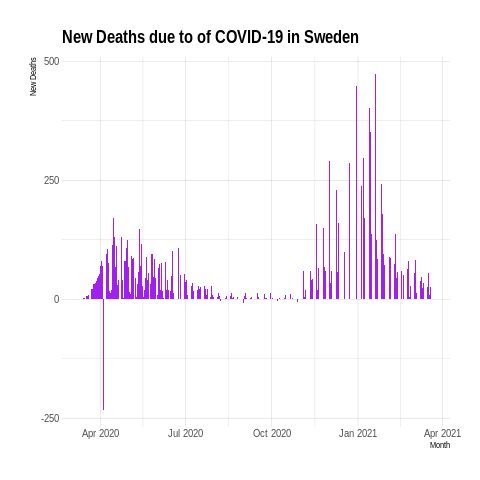 New Deaths due to of COVID-19 in Sweden
New Deaths
500
250
0
-250
Apr 2020 Jul 2020 Oct 2020 Jan 2021 Apr 2021
Month